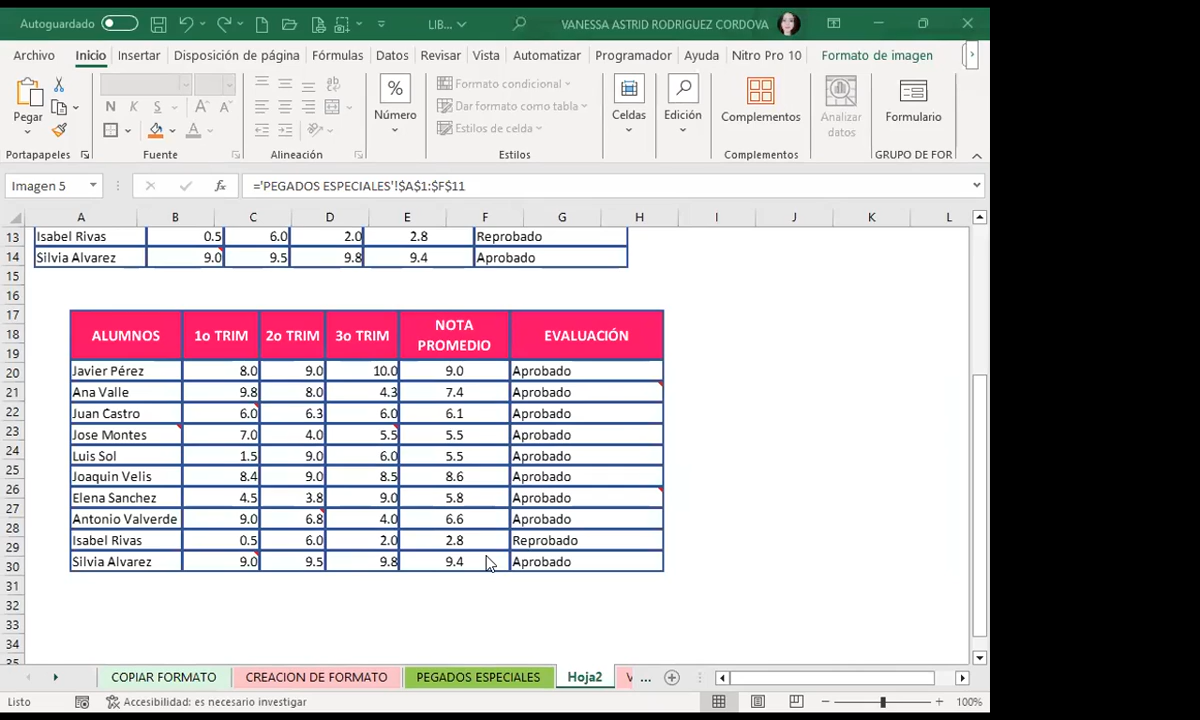 Autoguardado LIB... VANESSA ASTRID RODRIGUEZ CORDOVA
Archivo Inicio Insertar Disposición de página Fórmulas Datos Revisar Vista Automatizar Programador Ayuda Nitro Pro 10 Formato de imagen
Pegar
Portapapeles
N K S A A
A
Fuente
ab
Alineación
%
Número
Formato condicional
Dar formato como tabla
Estilos de celda
Estilos
Celdas
Edición
Complementos
Complementos
Analizar
datos
Formulario
GRUPO DE FOR
Imagen 5 fx ='PEGADOS ESPECIALES'!$A$1:$F$11
A B C D E F G H I J K L
13 Isabel Rivas 0.5 6.0 2.0 2.8 Reprobado
14 Silvia Alvarez 9.0 9.5 9.8 9.4 Aprobado
15
16
17
18
19
ALUMNOS 1o TRIM 2o TRIM 3o TRIM NOTA PROMEDIO EVALUACIÓN
20 Javier Pérez 8.0 9.0 10.0 9.0 Aprobado
21 Ana Valle 9.8 8.0 4.3 7.4 Aprobado
22 Juan Castro 6.0 6.3 6.0 6.1 Aprobado
23 Jose Montes 7.0 4.0 5.5 5.5 Aprobado
24 Luis Sol 1.5 9.0 6.0 5.5 Aprobado
25 Joaquin Velis 8.4 9.0 8.5 8.6 Aprobado
26 Elena Sanchez 4.5 3.8 9.0 5.8 Aprobado
27 Antonio Valverde 9.0 6.8 4.0 6.6 Aprobado
28
29 Isabel Rivas 0.5 6.0 2.0 2.8 Reprobado
30 Silvia Alvarez 9.0 9.5 9.8 9.4 Aprobado
31
32
33
34
35
COPIAR FORMATO CREACION DE FORMATO PEGADOS ESPECIALES Hoja2 V ...
Listo Accesibilidad: es necesario investigar 100%